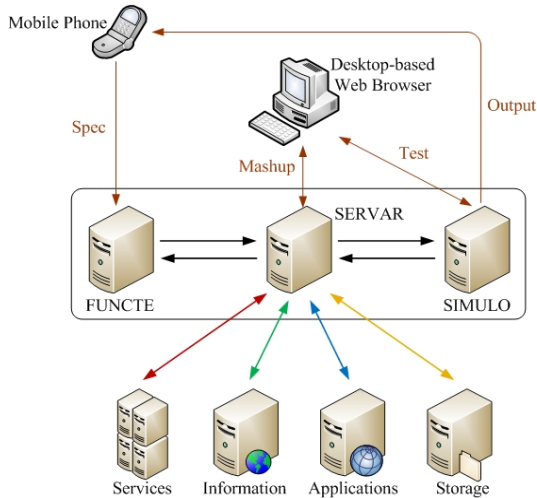 Mobile Phone
Desktop-based
Web Browser
Output
Spec
Mashup
Test
SERVAR
FUNCTE
SIMULO
Services
Information
Applications
Storage